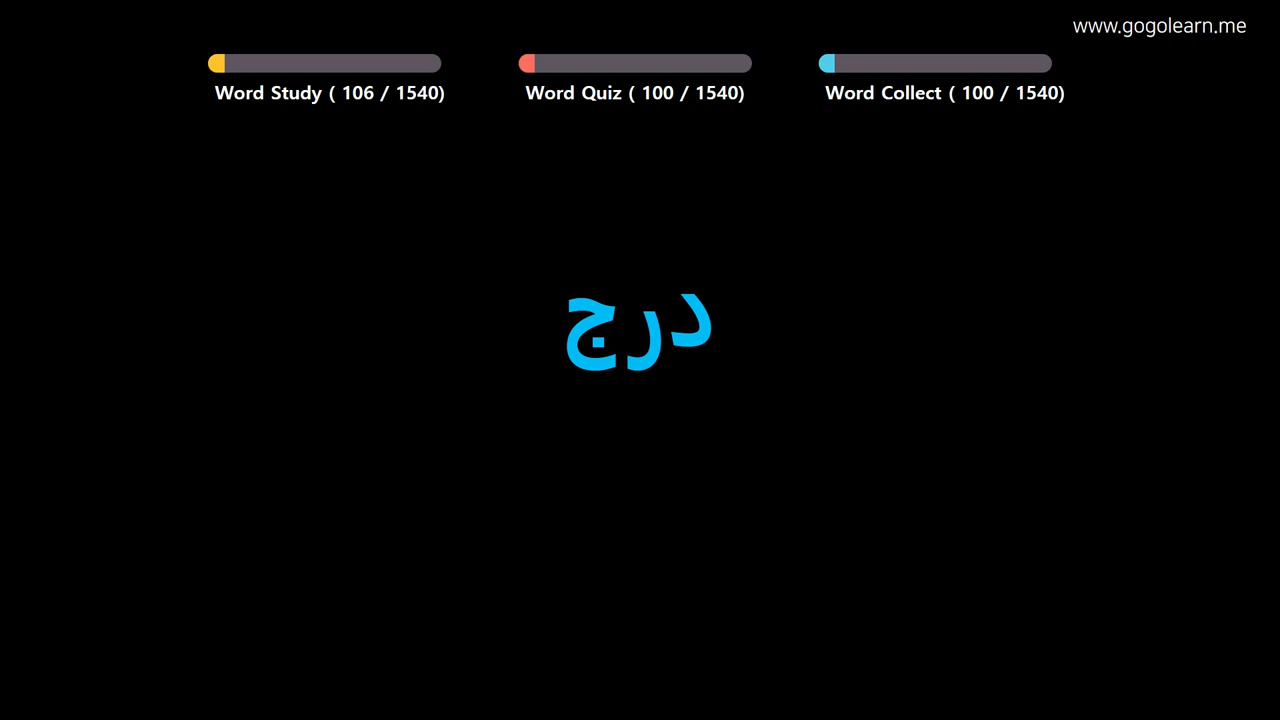 www.gogolearn.me
Word Study ( 106 / 1540)
Word Quiz ( 100 / 1540)
Word Collect ( 100 / 1540)
درج